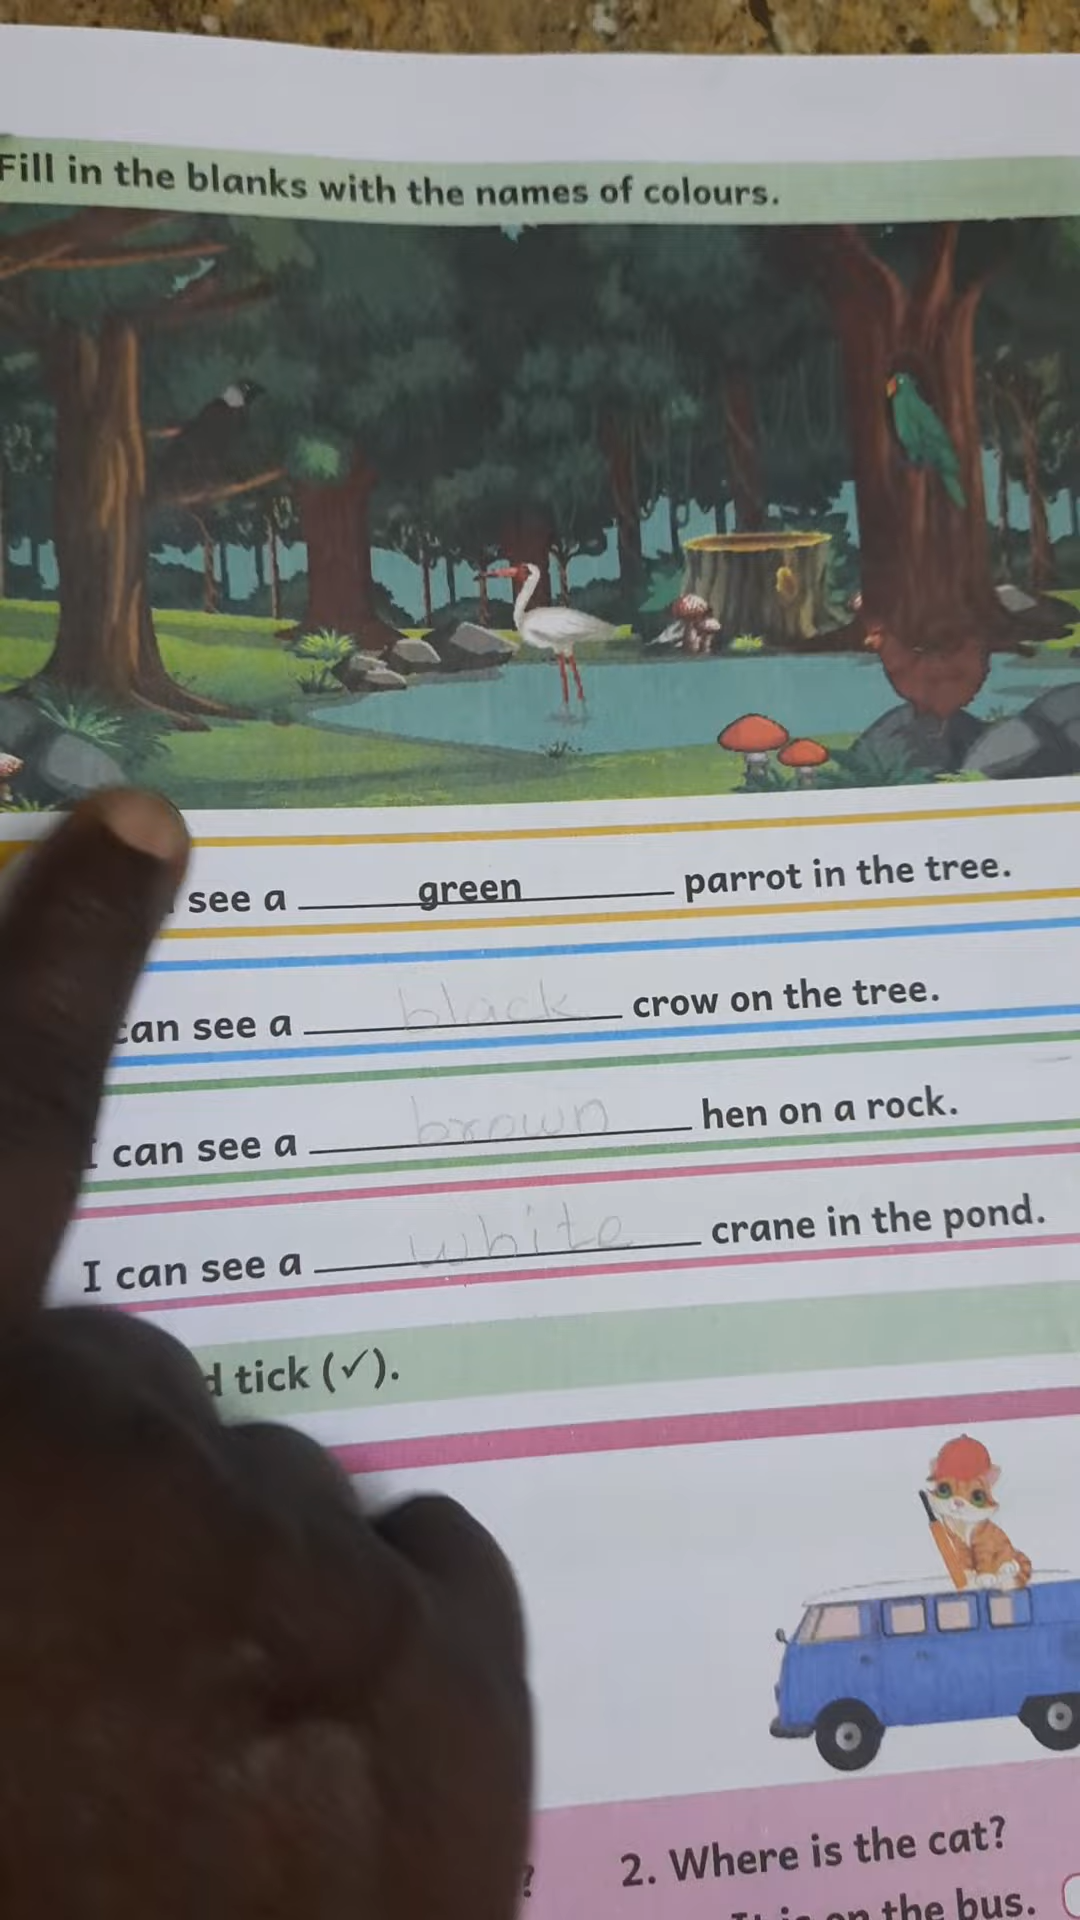 Fill in the blanks with the names of colours.
see a green parrot in the tree.
can see a black crow on the tree.
I can see a brown hen on a rock.
I can see a white crane in the pond.
tick (✓).
?
2. Where is the cat?
It is on the bus.